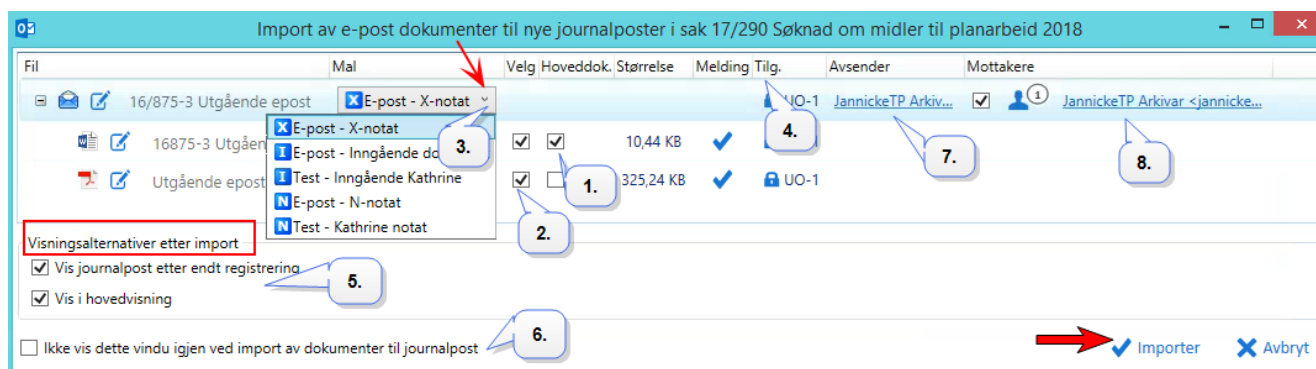 Import av e-post dokumenter til nye journalposter i sak 17/290 Søknad om midler til planarbeid 2018
Fil Mal Velg Hoveddok. Størrelse Melding Tilg. Avsender Mottakere
16/875-3 Utgående epost X E-post - X-notat UO-1 JannickeTP Arkiv... 1 JannickeTP Arkivar <jannicke...
X E-post - X-notat
3.
4.
16875-3 Utgåen
I E-post - Inngående do
10,44 KB
7.
8.
I Test - Inngående Kathrine
Utgående epost
1.
325,24 KB UO-1
N E-post - N-notat
N Test - Kathrine notat
2.
Visningsalternativer etter import
Vis journalpost etter endt registrering
5.
Vis i hovedvisning
6.
Ikke vis dette vindu igjen ved import av dokumenter til journalpost
Importer Avbryt